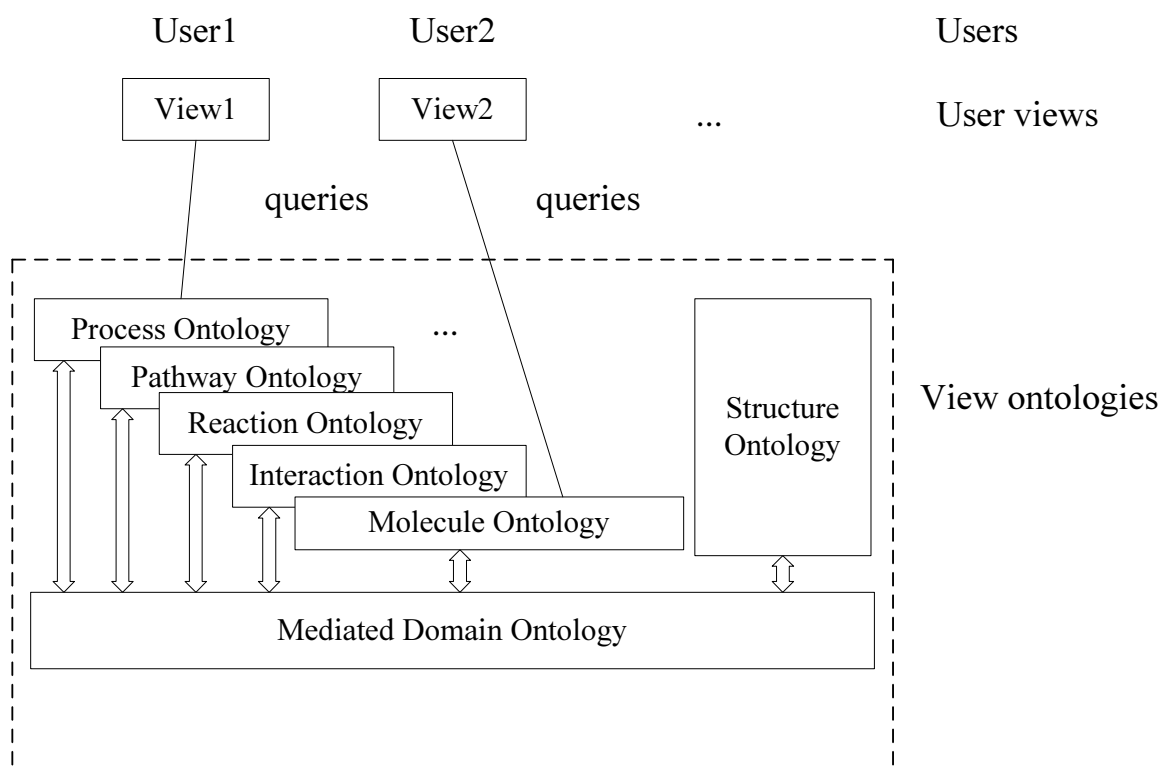 User1 User2 Users
View1 View2 ... User views
queries queries
Process Ontology ...
Pathway Ontology
Reaction Ontology
Interaction Ontology
Molecule Ontology
Structure
Ontology
View ontologies
Mediated Domain Ontology